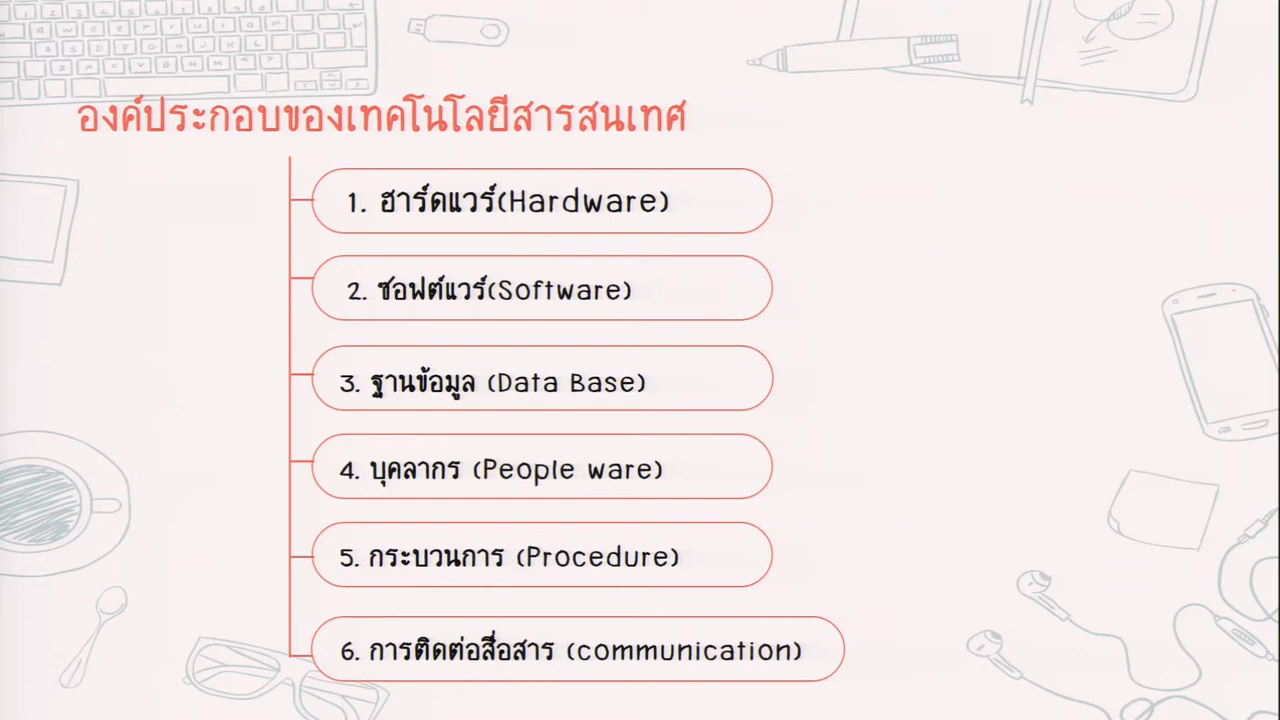 องค์ประกอบของเทคโนโลยีสารสนเทศ
1. ฮาร์ดแวร์(Hardware)
2. ซอฟต์แวร์(Software)
3. ฐานข้อมูล (Data Base)
4. บุคลากร (People ware)
5. กระบวนการ (Procedure)
6. การติดต่อสื่อสาร (communication)